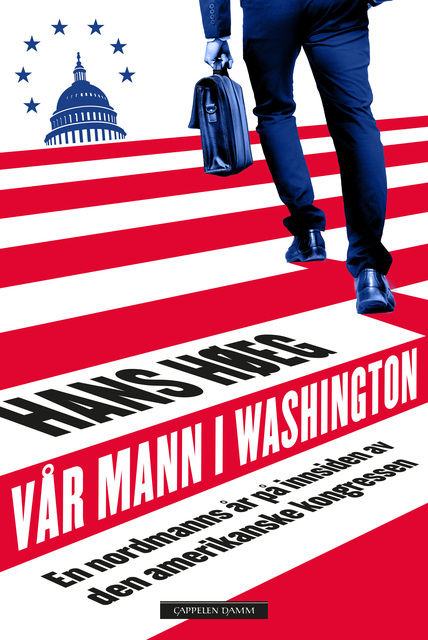 HANS HØEG
VÅR MANN I WASHINGTON
En nordmanns år på innsiden av
den amerikanske kongressen
CAPPELEN DAMM